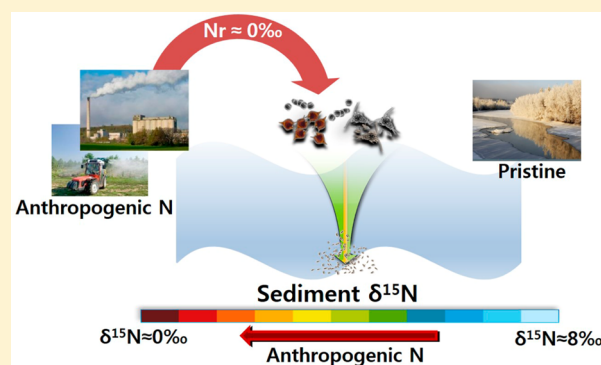 Nr ≈ 0‰
Anthropogenic N
Pristine
Sediment δ¹⁵N
δ¹⁵N≈0‰
δ¹⁵N≈8‰
Anthropogenic N